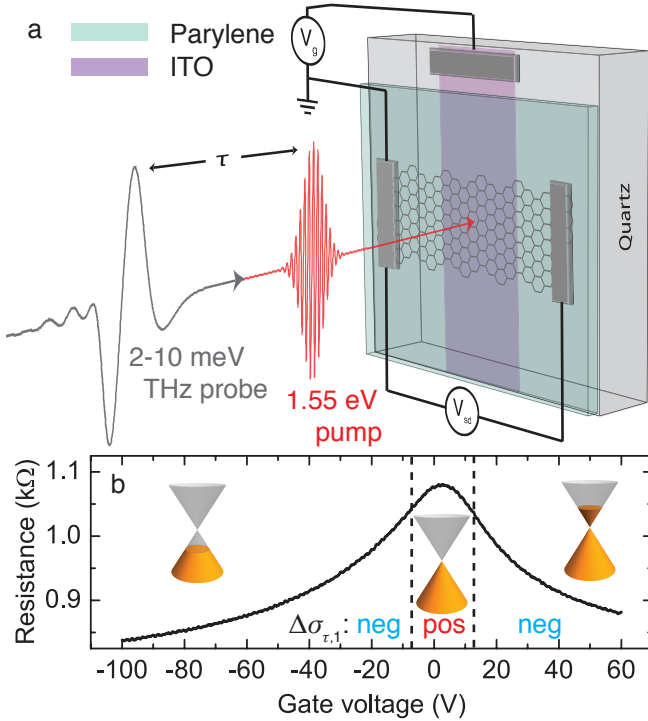 a
Parylene
ITO
V_g
τ
Quartz
2-10 meV
THz probe
1.55 eV
pump
V_sd
b
Resistance (kΩ)
1.1
1.0
0.9
Δσ_τ,1: neg pos neg
-100 -80 -60 -40 -20 0 20 40 60
Gate voltage (V)